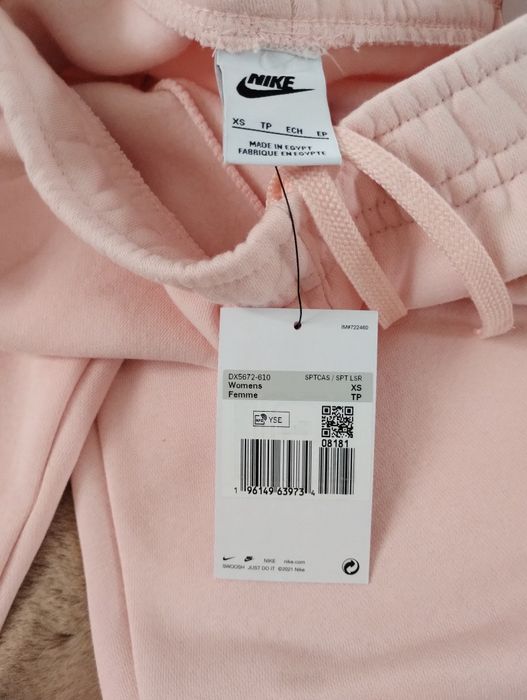 NIKE
XS TP ECH EP
MADE IN EGYPT
FABRIQUE EN EGYPTE
IM#722460
DX5672-610 SPTCAS / SPT LSR
Womens XS
Femme TP
YSE
08181
1 96149 63973 4
NIKE nike.com
SWOOSH JUST DO IT ©2021 Nike